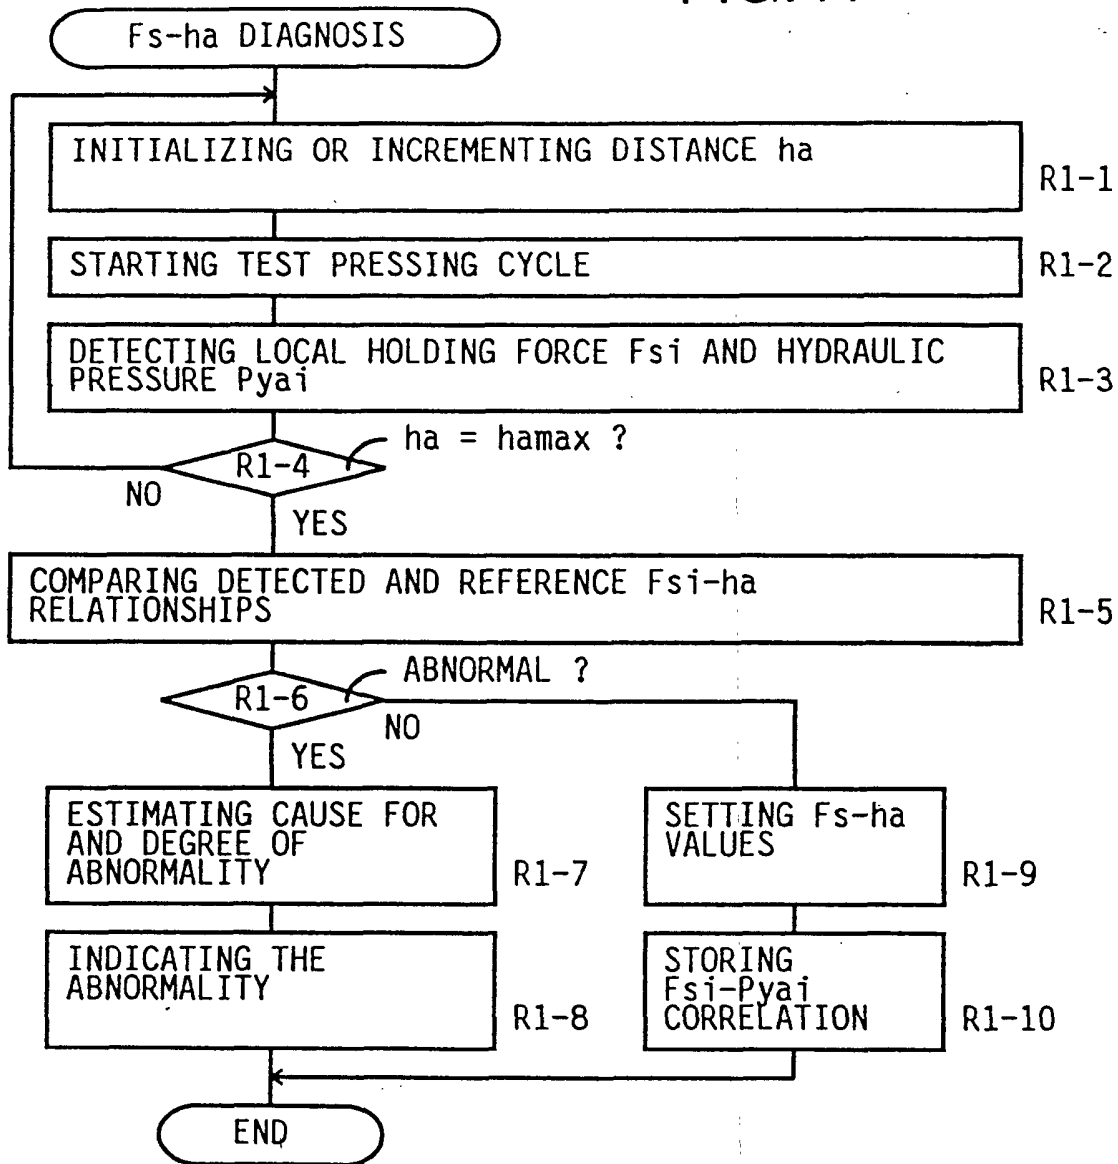 Fs-ha DIAGNOSIS
INITIALIZING OR INCREMENTING DISTANCE ha
R1-1
STARTING TEST PRESSING CYCLE
R1-2
DETECTING LOCAL HOLDING FORCE Fsi AND HYDRAULIC
PRESSURE Pyai
R1-3
ha = hamax ?
R1-4
NO
YES
COMPARING DETECTED AND REFERENCE Fsi-ha
RELATIONSHIPS
R1-5
ABNORMAL ?
R1-6
NO
YES
ESTIMATING CAUSE FOR
AND DEGREE OF
ABNORMALITY
R1-7
SETTING Fs-ha
VALUES
R1-9
INDICATING THE
ABNORMALITY
R1-8
STORING
Fsi-Pyai
CORRELATION
R1-10
END